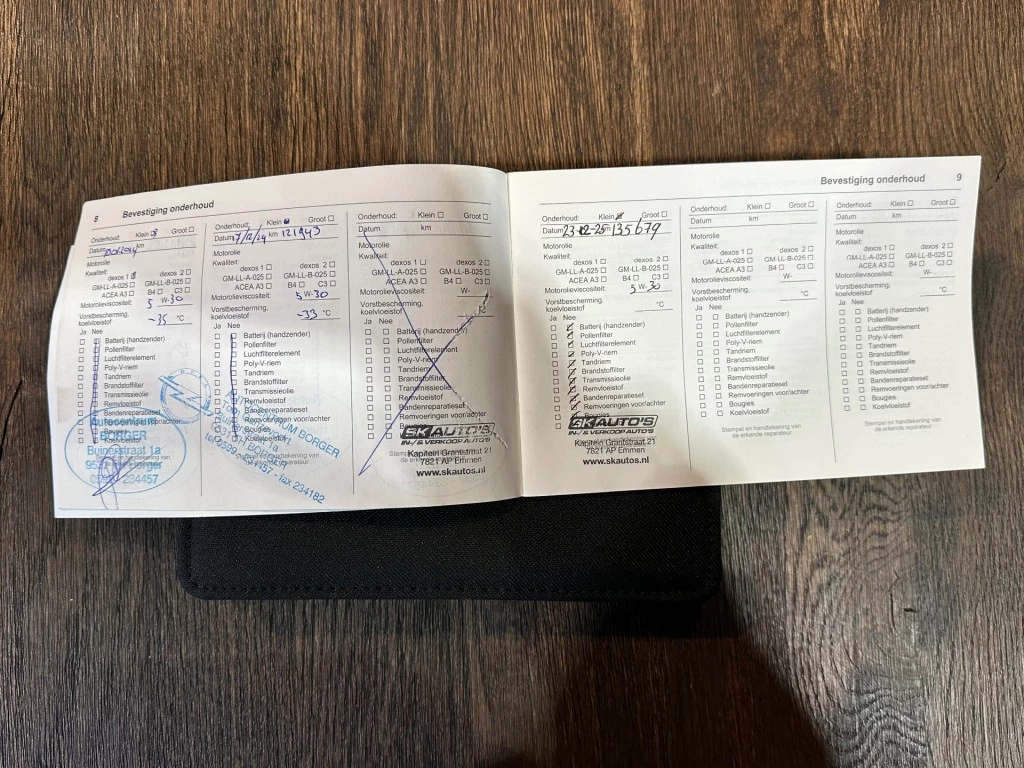 8 Bevestiging onderhoud
Onderhoud: Klein Groot
Datum km
Motorolie
Kwaliteit:
dexos 1 dexos 2
GM-LL-A-025 GM-LL-B-025
ACEA A3 B4 C3
Motorolieviscositeit: 5 W-30
Vorstbescherming,
koelvloeistof -35 °C
Ja Nee
Batterij (handzender)
Pollenfilter
Luchtfilterelement
Poly-V-riem
Tandriem
Brandstoffilter
Transmissieolie
Remvloeistof
Bandenreparatieset
Koelvloeistof
Autocentrum
BORGER
Buinerstraat 1a
234457
Onderhoud: Klein Groot
Datum 17/12/24 km 121943
Motorolie
Kwaliteit:
dexos 1 dexos 2
GM-LL-A-025 GM-LL-B-025
ACEA A3 B4 C3
Motorolieviscositeit: 5 W-30
Vorstbescherming,
koelvloeistof -33 °C
Ja Nee
Batterij (handzender)
Pollenfilter
Luchtfilterelement
Poly-V-riem
Tandriem
Brandstoffilter
Transmissieolie
Remvloeistof
Bandenreparatieset
Remvoeringen voor/achter
Bougies
Koelvloeistof
BORGER
fax 234182
Onderhoud: Klein Groot
Datum km
Motorolie
Kwaliteit:
dexos 1 dexos 2
GM-LL-A-025 GM-LL-B-025
ACEA A3 B4 C3
Motorolieviscositeit: W-
Vorstbescherming,
koelvloeistof °C
Ja Nee
Batterij (handzender)
Pollenfilter
Luchtfilterelement
Poly-V-riem
Tandriem
Brandstoffilter
Transmissieolie
Remvloeistof
Bandenreparatieset
Remvoeringen voor/achter
Bougies
SK AUTO'S
IN-/ & VERKOOP AUTO'S
Kapitein Grantstraat 21
7821 AP Emmen
www.skautos.nl
Bevestiging onderhoud 9
Onderhoud: Klein Groot
Datum 23-12-25 km 135679
Motorolie
Kwaliteit:
dexos 1 dexos 2
GM-LL-A-025 GM-LL-B-025
ACEA A3 B4 C3
Motorolieviscositeit: 5 W-30
Vorstbescherming,
koelvloeistof °C
Ja Nee
Batterij (handzender)
Pollenfilter
Luchtfilterelement
Poly-V-riem
Tandriem
Brandstoffilter
Transmissieolie
Remvloeistof
Bandenreparatieset
Remvoeringen voor/achter
Bougies
SK AUTO'S
IN-/ & VERKOOP AUTO'S
Kapitein Grantstraat 21
7821 AP Emmen
www.skautos.nl
Onderhoud: Klein Groot
Datum km
Motorolie
Kwaliteit:
dexos 1 dexos 2
GM-LL-A-025 GM-LL-B-025
ACEA A3 B4 C3
Motorolieviscositeit: W-
Vorstbescherming,
koelvloeistof °C
Ja Nee
Batterij (handzender)
Pollenfilter
Luchtfilterelement
Poly-V-riem
Tandriem
Brandstoffilter
Transmissieolie
Remvloeistof
Bandenreparatieset
Remvoeringen voor/achter
Bougies
Koelvloeistof
Stempel en handtekening van
de erkende reparateur
Onderhoud: Klein Groot
Datum km
Motorolie
Kwaliteit:
dexos 1 dexos 2
GM-LL-A-025 GM-LL-B-025
ACEA A3 B4 C3
Motorolieviscositeit: W-
Vorstbescherming,
koelvloeistof °C
Ja Nee
Batterij (handzender)
Pollenfilter
Luchtfilterelement
Poly-V-riem
Tandriem
Brandstoffilter
Transmissieolie
Remvloeistof
Bandenreparatieset
Remvoeringen voor/achter
Bougies
Koelvloeistof
Stempel en handtekening van
de erkende reparateur